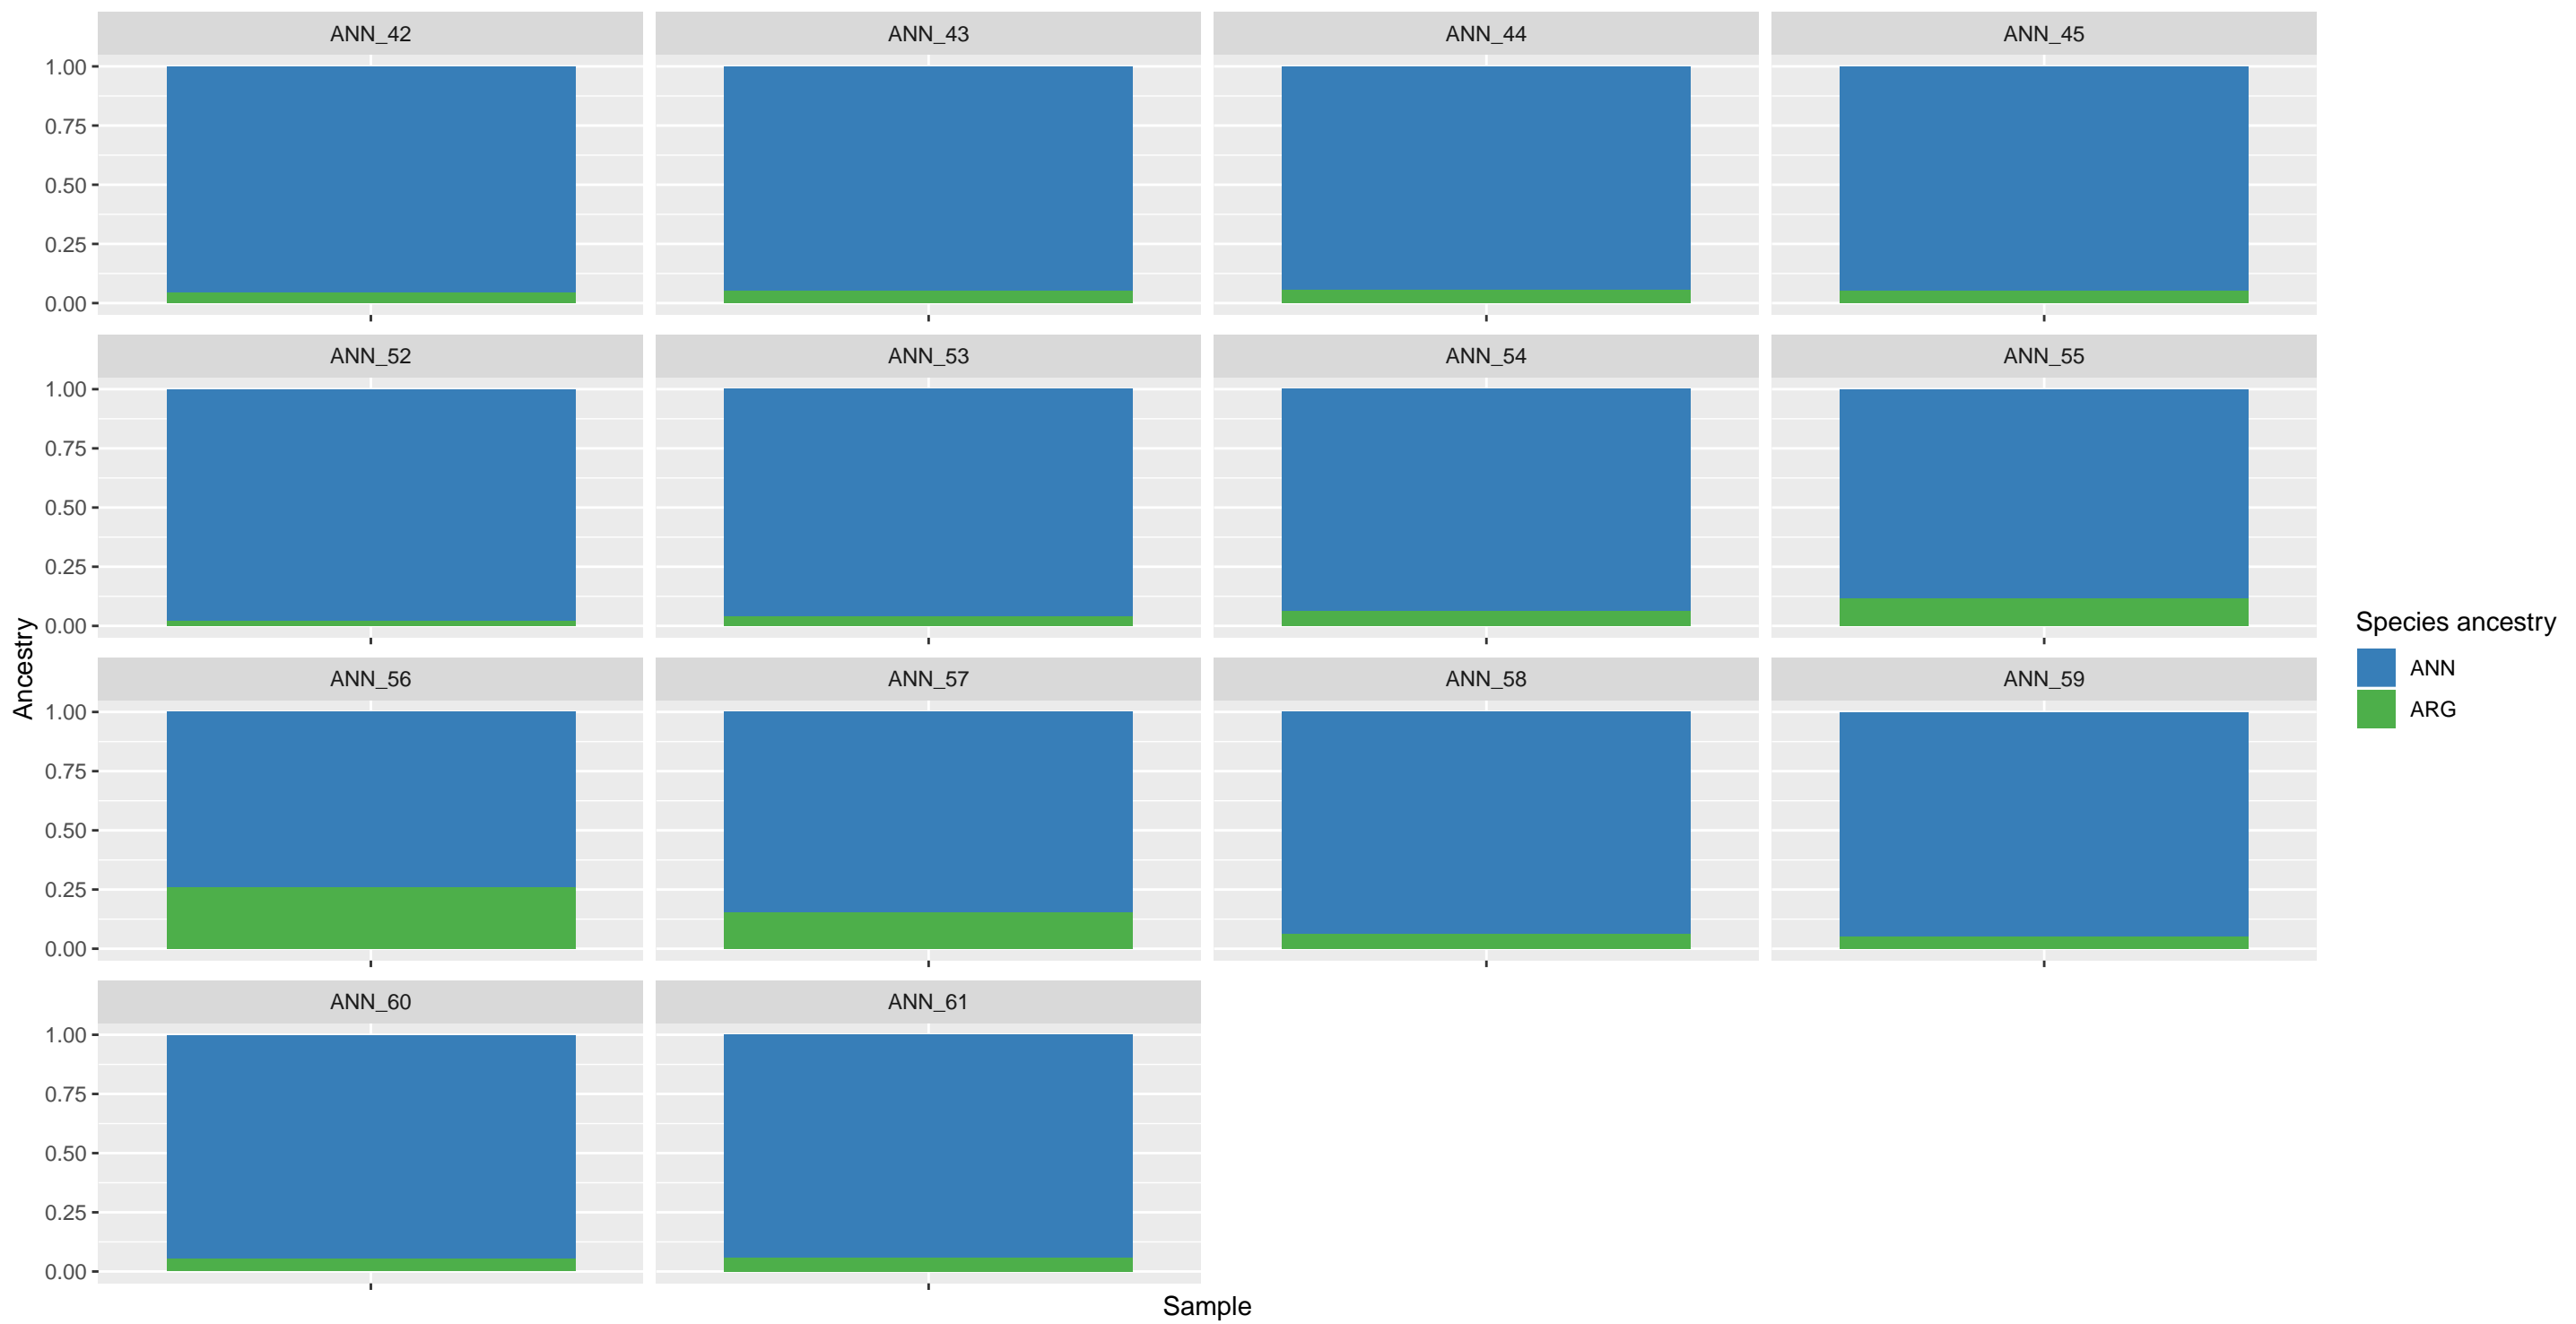 ANN_42 ANN_43 ANN_44 ANN_45
1.00
0.75
0.50
0.25
0.00
ANN_52 ANN_53 ANN_54 ANN_55
1.00
0.75
0.50
0.25
0.00
ANN_56 ANN_57 ANN_58 ANN_59
1.00
0.75
0.50
0.25
0.00
ANN_60 ANN_61
1.00
0.75
0.50
0.25
0.00
Ancestry
Sample
Species ancestry
ANN
ARG